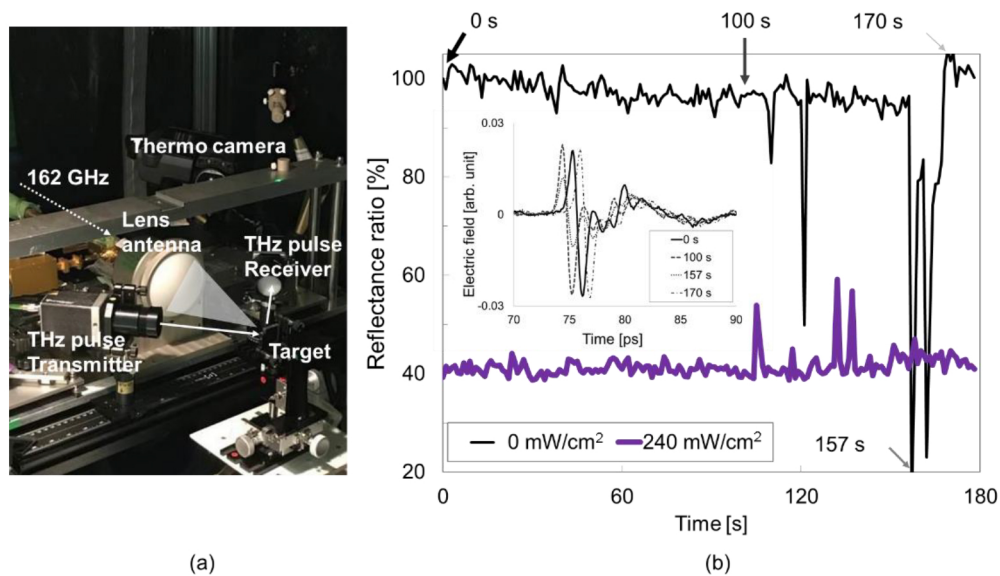 Thermo camera
162 GHz
Lens
antenna
THz pulse
Receiver
THz pulse
Transmitter
Target
(a)
0 s
100 s
170 s
Reflectance ratio [%]
100
80
60
40
20
0
60
120
180
Time [s]
Electric field [arb. unit]
0.03
0
-0.03
70
75
80
85
90
Time [ps]
0 s
100 s
157 s
170 s
0 mW/cm²
240 mW/cm²
157 s
(b)